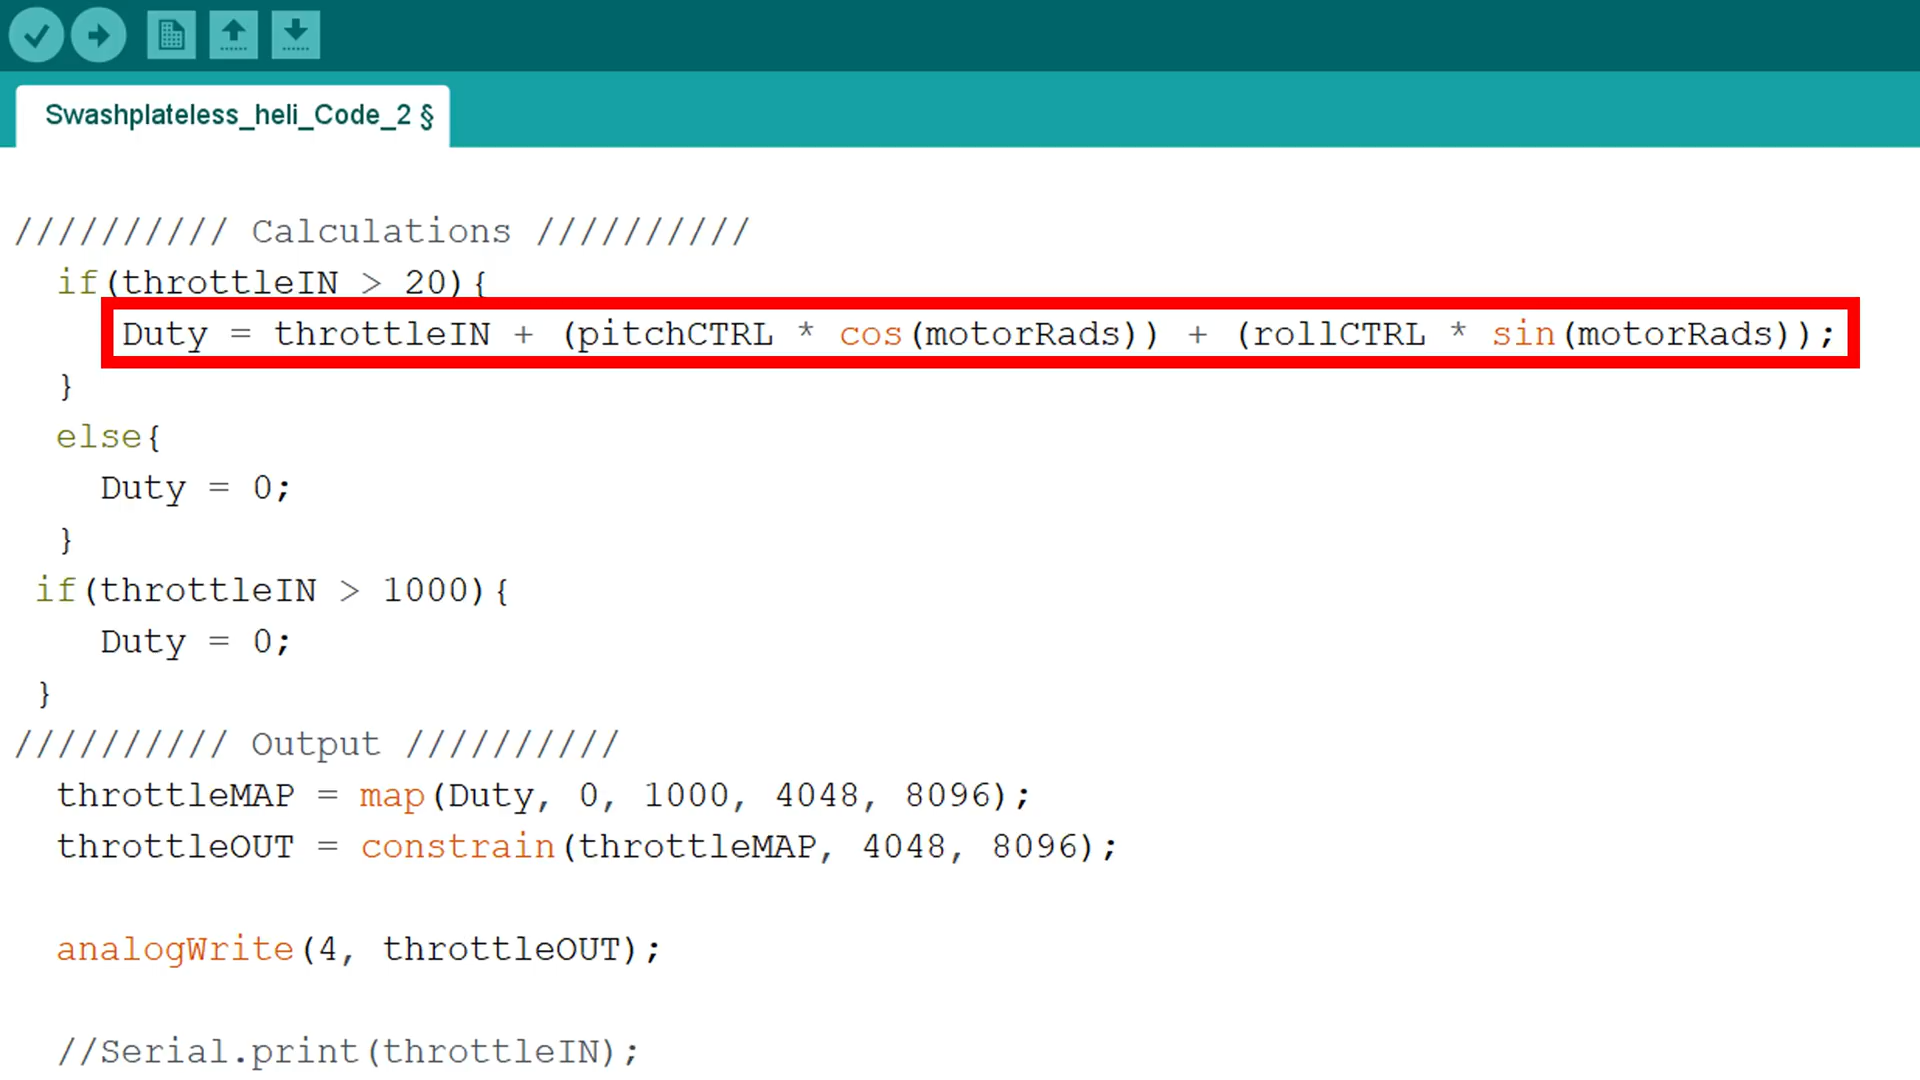 Swashplateless_heli_Code_2 §
////////// Calculations //////////
if(throttleIN > 20){
Duty = throttleIN + (pitchCTRL * cos(motorRads)) + (rollCTRL * sin(motorRads));
}
else{
Duty = 0;
}
if(throttleIN > 1000){
Duty = 0;
}
////////// Output //////////
throttleMAP = map(Duty, 0, 1000, 4048, 8096);
throttleOUT = constrain(throttleMAP, 4048, 8096);
analogWrite(4, throttleOUT);
//Serial.print(throttleIN);